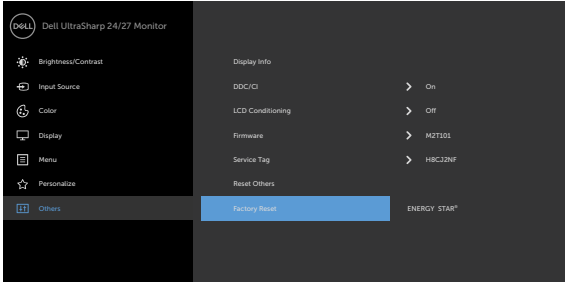 DELL Dell UltraSharp 24/27 Monitor
Brightness/Contrast Display Info
Input Source DDC/CI On
Color LCD Conditioning Off
Display Firmware M2T101
Menu Service Tag H8CJ2NF
Personalize Reset Others
Others Factory Reset ENERGY STAR®